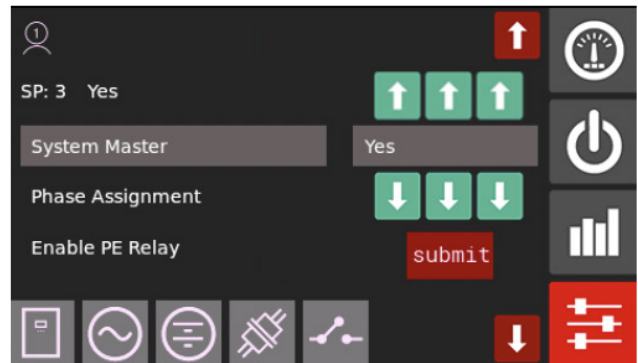 1
SP: 3 Yes
System Master Yes
Phase Assignment
Enable PE Relay
submit